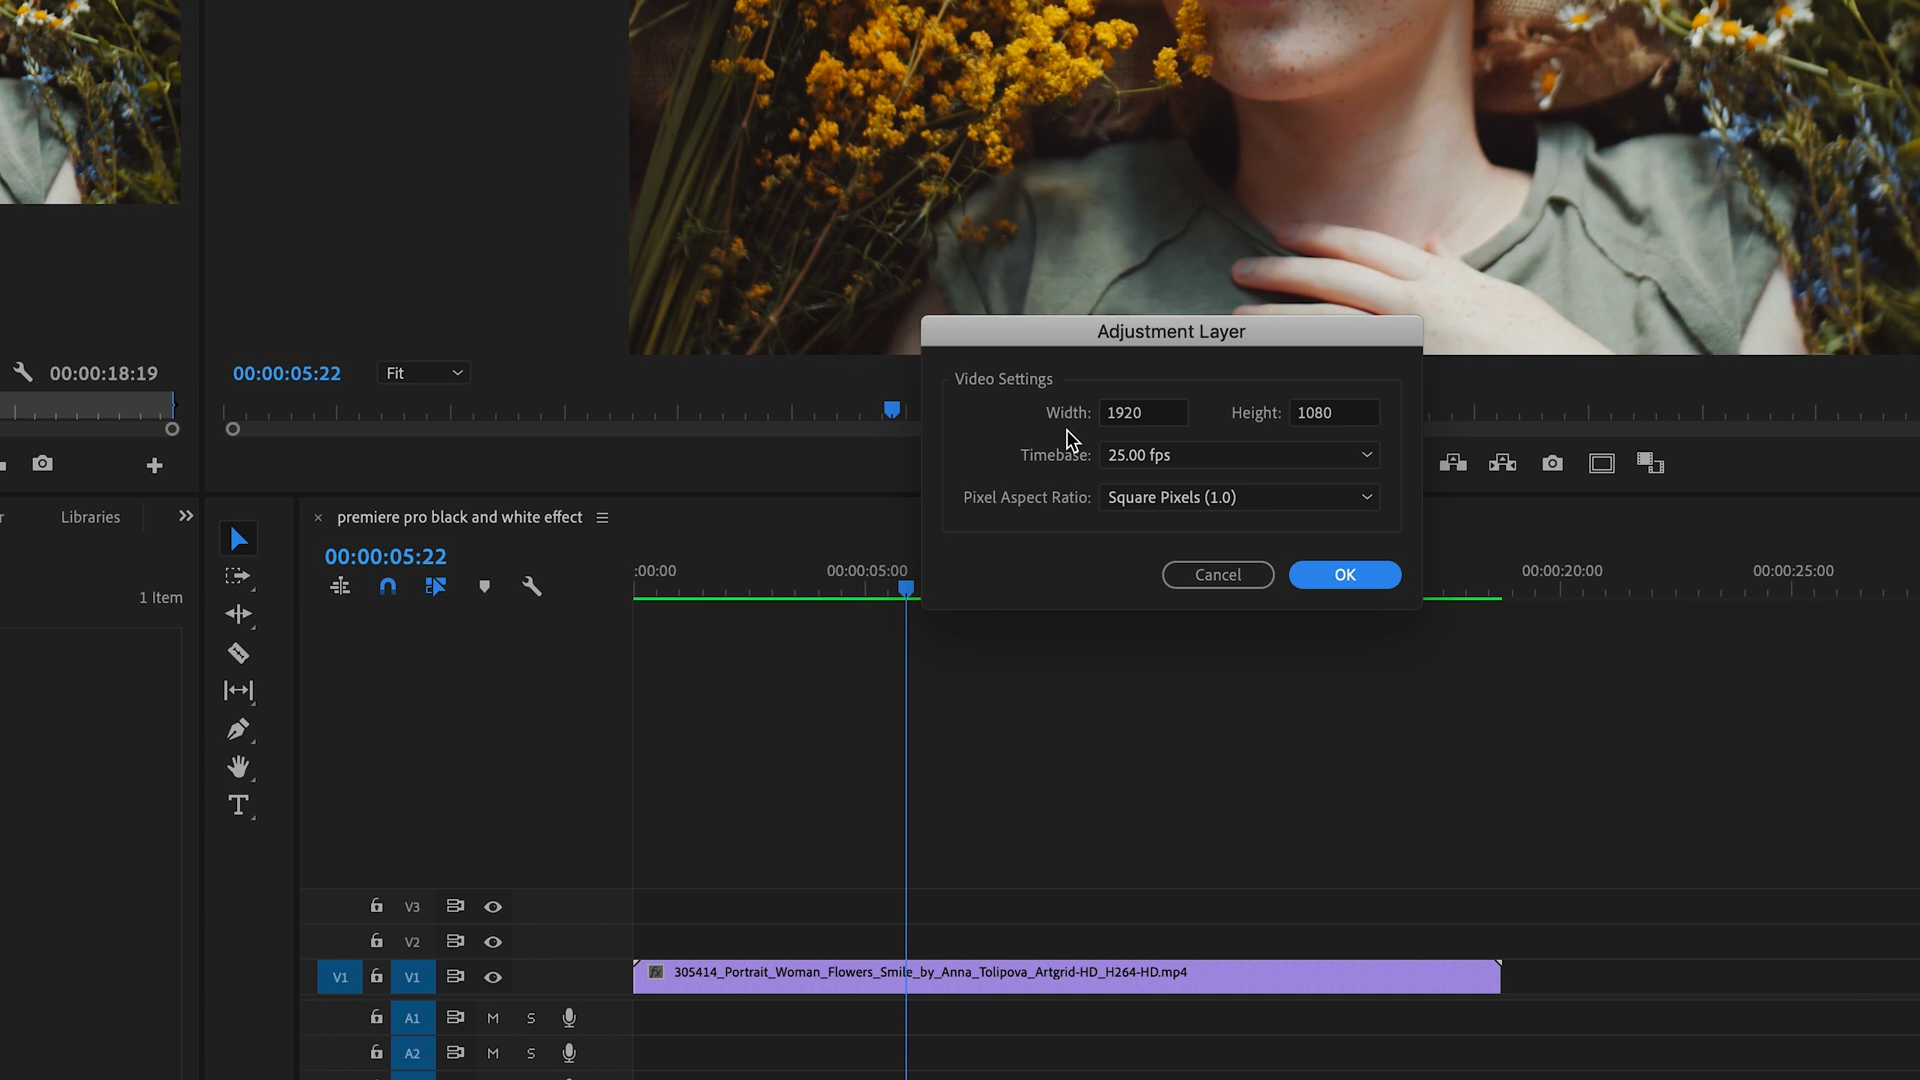 Adjustment Layer
Video Settings
Width: 1920 Height: 1080
Timebase: 25.00 fps
Pixel Aspect Ratio: Square Pixels (1.0)
Cancel OK
00:00:18:19
00:00:05:22 Fit
r Libraries
1 Item
× premiere pro black and white effect
00:00:05:22
:00:00 00:00:05:00 00:00:20:00 00:00:25:00
V3
V2
V1 V1 fx 305414_Portrait_Woman_Flowers_Smile_by_Anna_Tolipova_Artgrid-HD_H264-HD.mp4
A1 M S
A2 M S